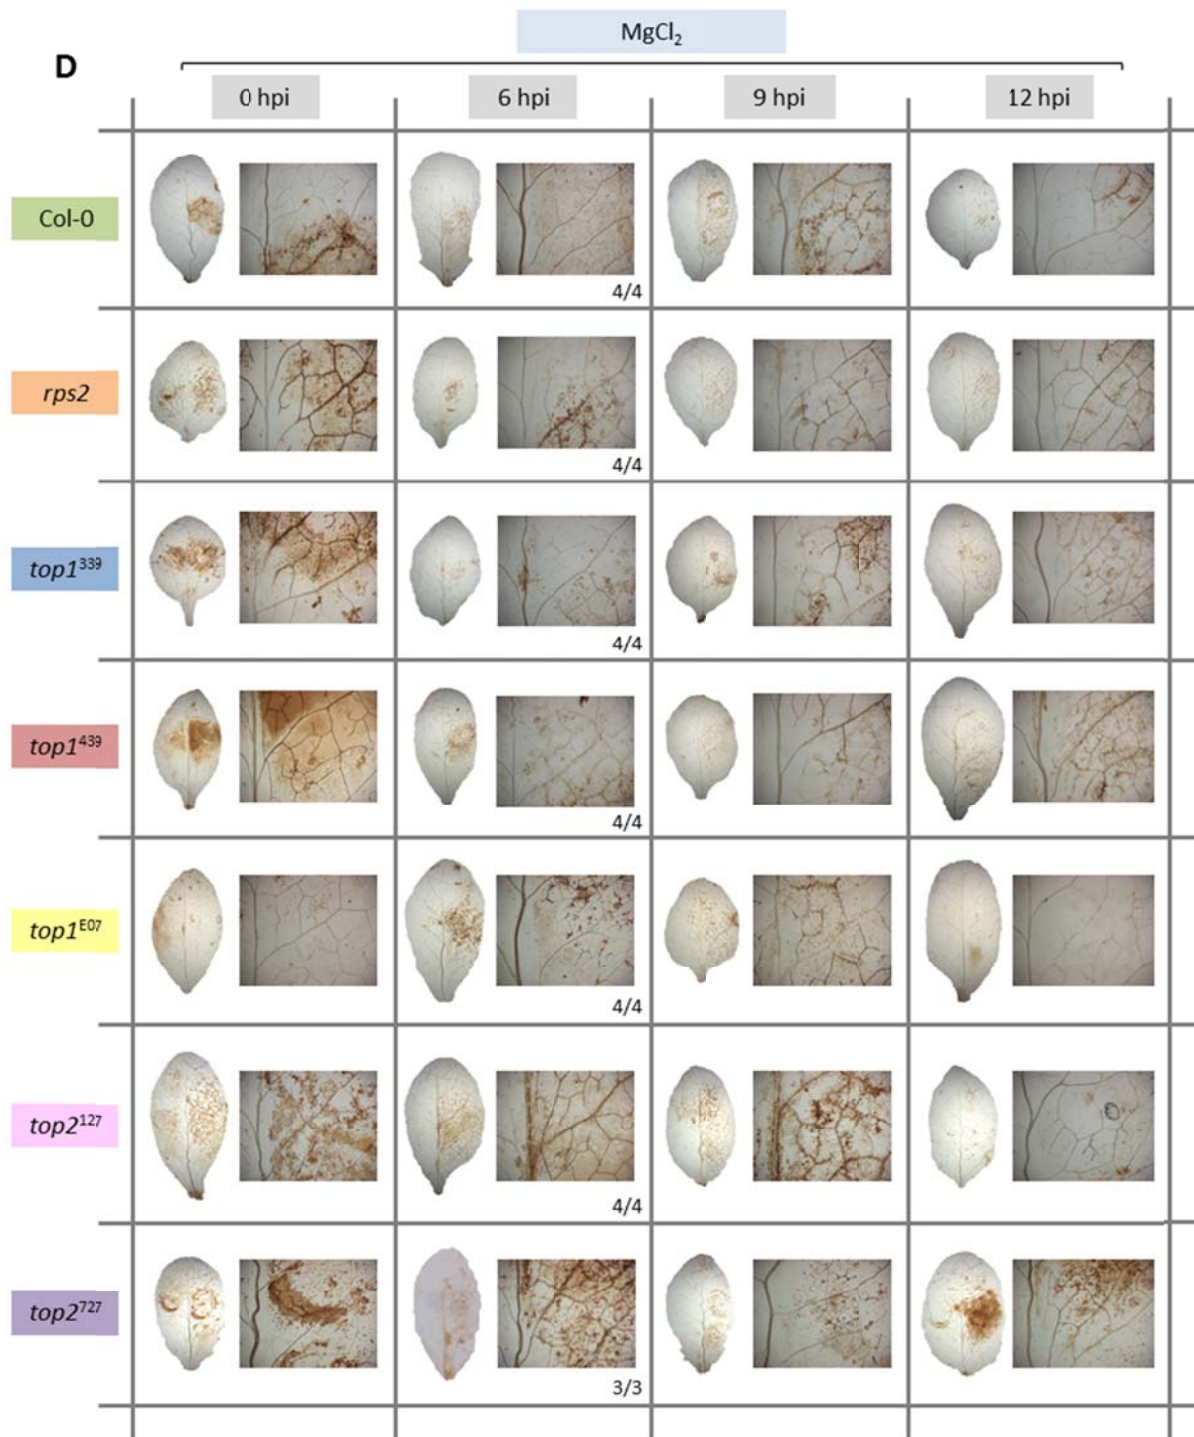 MgCl₂
D
0 hpi 6 hpi 9 hpi 12 hpi
Col-0
4/4
rps2
4/4
top1³³⁹
4/4
top1⁴³⁹
4/4
top1ᴱ⁰⁷
4/4
top2¹²⁷
4/4
top2⁷²⁷
3/3